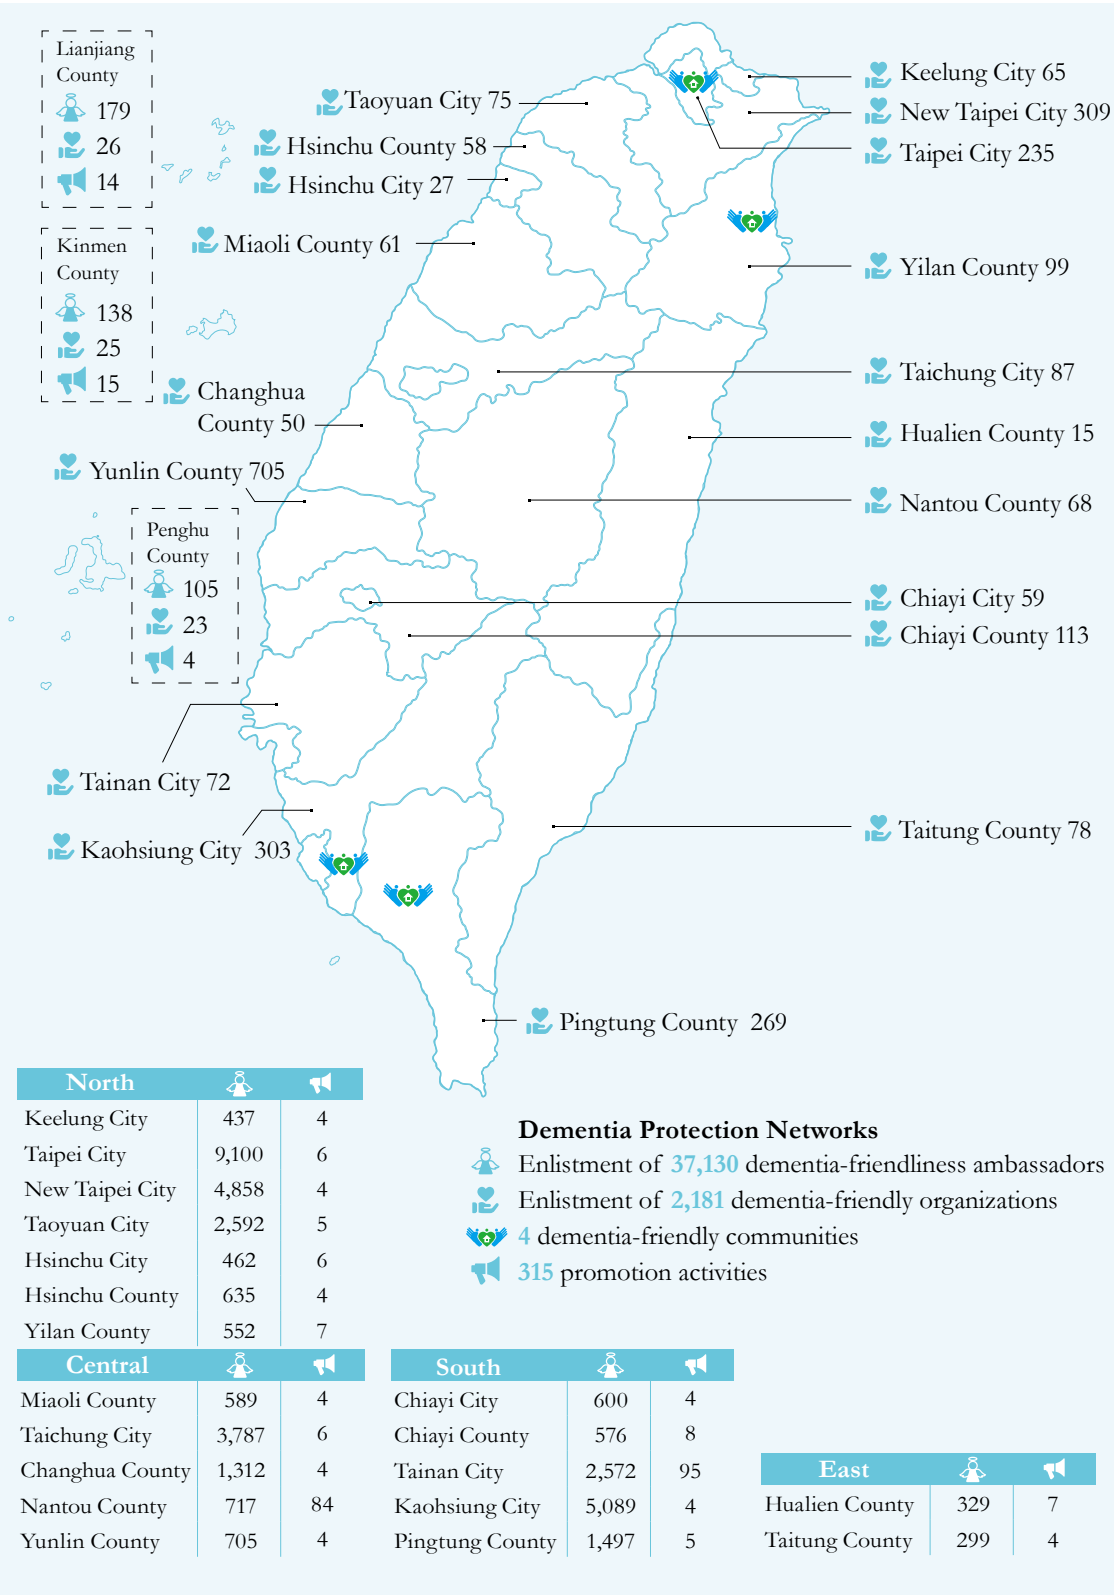 Lianjiang
County
179
26
14
Kinmen
County
138
25
15
Taoyuan City 75
Hsinchu County 58
Hsinchu City 27
Miaoli County 61
Changhua
County 50
Yunlin County 705
Penghu
County
105
23
4
Tainan City 72
Kaohsiung City 303
Keelung City 65
New Taipei City 309
Taipei City 235
Yilan County 99
Taichung City 87
Hualien County 15
Nantou County 68
Chiayi City 59
Chiayi County 113
Taitung County 78
Pingtung County 269
North
Keelung City 437 4
Taipei City 9,100 6
New Taipei City 4,858 4
Taoyuan City 2,592 5
Hsinchu City 462 6
Hsinchu County 635 4
Yilan County 552 7
Dementia Protection Networks
Enlistment of 37,130 dementia-friendliness ambassadors
Enlistment of 2,181 dementia-friendly organizations
4 dementia-friendly communities
315 promotion activities
Central
Miaoli County 589 4
Taichung City 3,787 6
Changhua County 1,312 4
Nantou County 717 84
Yunlin County 705 4
South
Chiayi City 600 4
Chiayi County 576 8
Tainan City 2,572 95
Kaohsiung City 5,089 4
Pingtung County 1,497 5
East
Hualien County 329 7
Taitung County 299 4